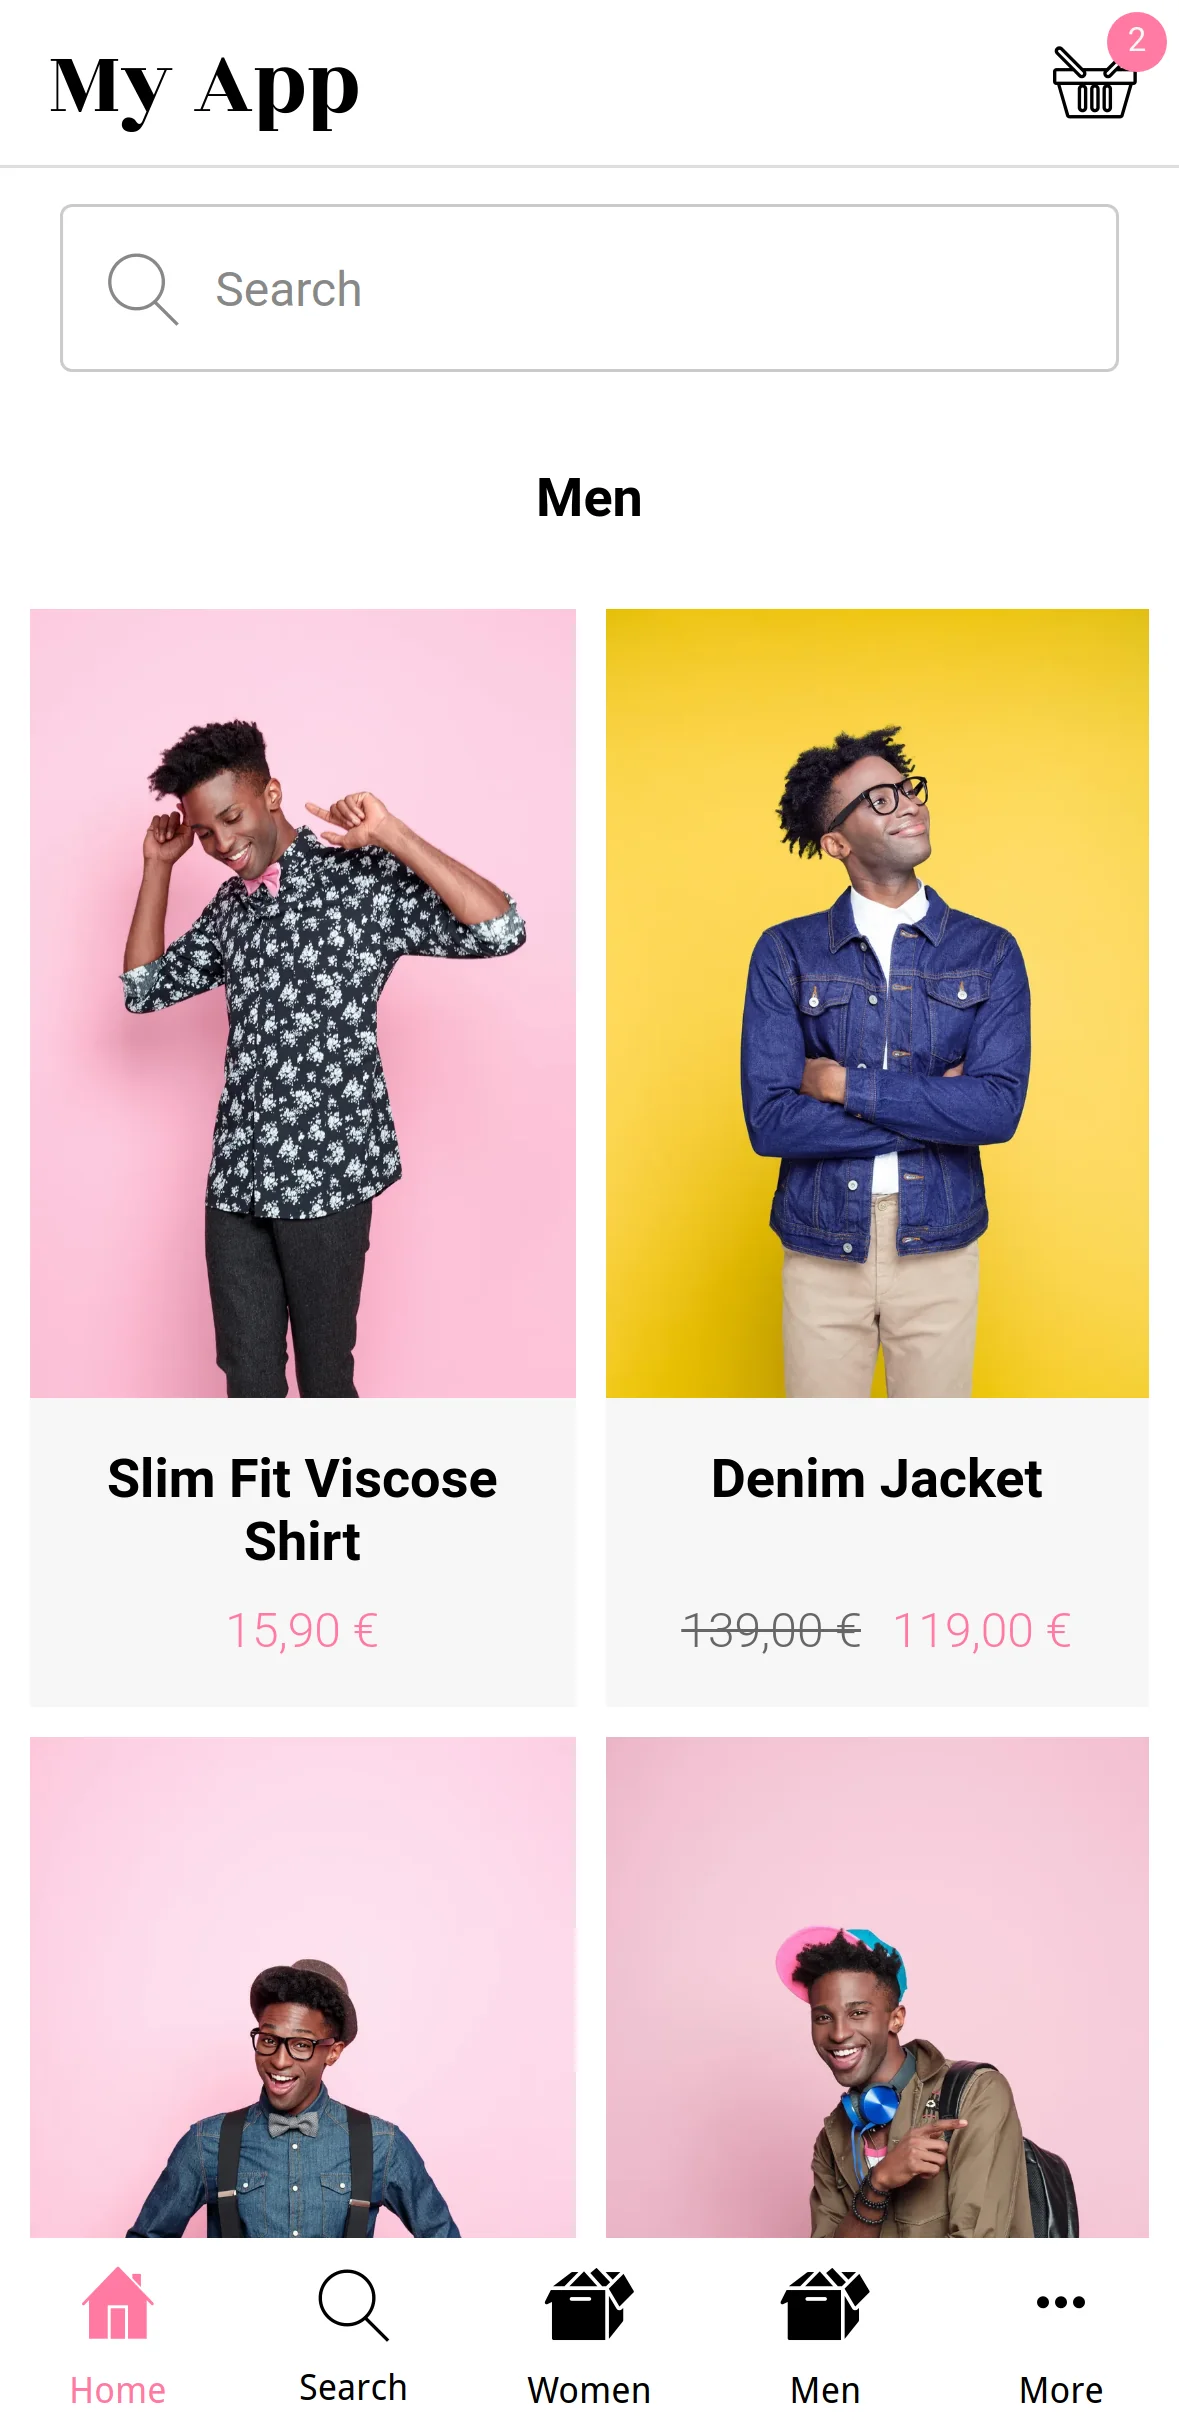 My App
2
Search
Men
Slim Fit Viscose
Shirt
15,90 €
Denim Jacket
139,00 € 119,00 €
Home
Search
Women
Men
More